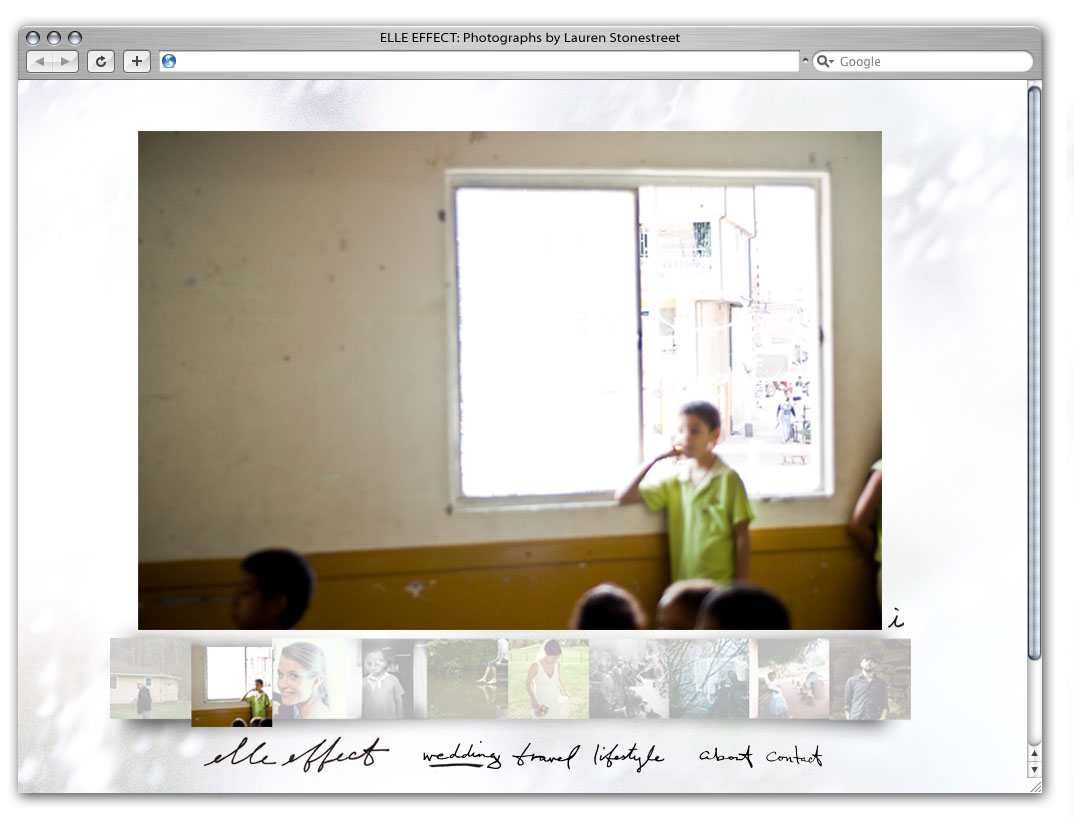 ELLE EFFECT: Photographs by Lauren Stonestreet
Google
i
elle effect wedding travel lifestyle about contact